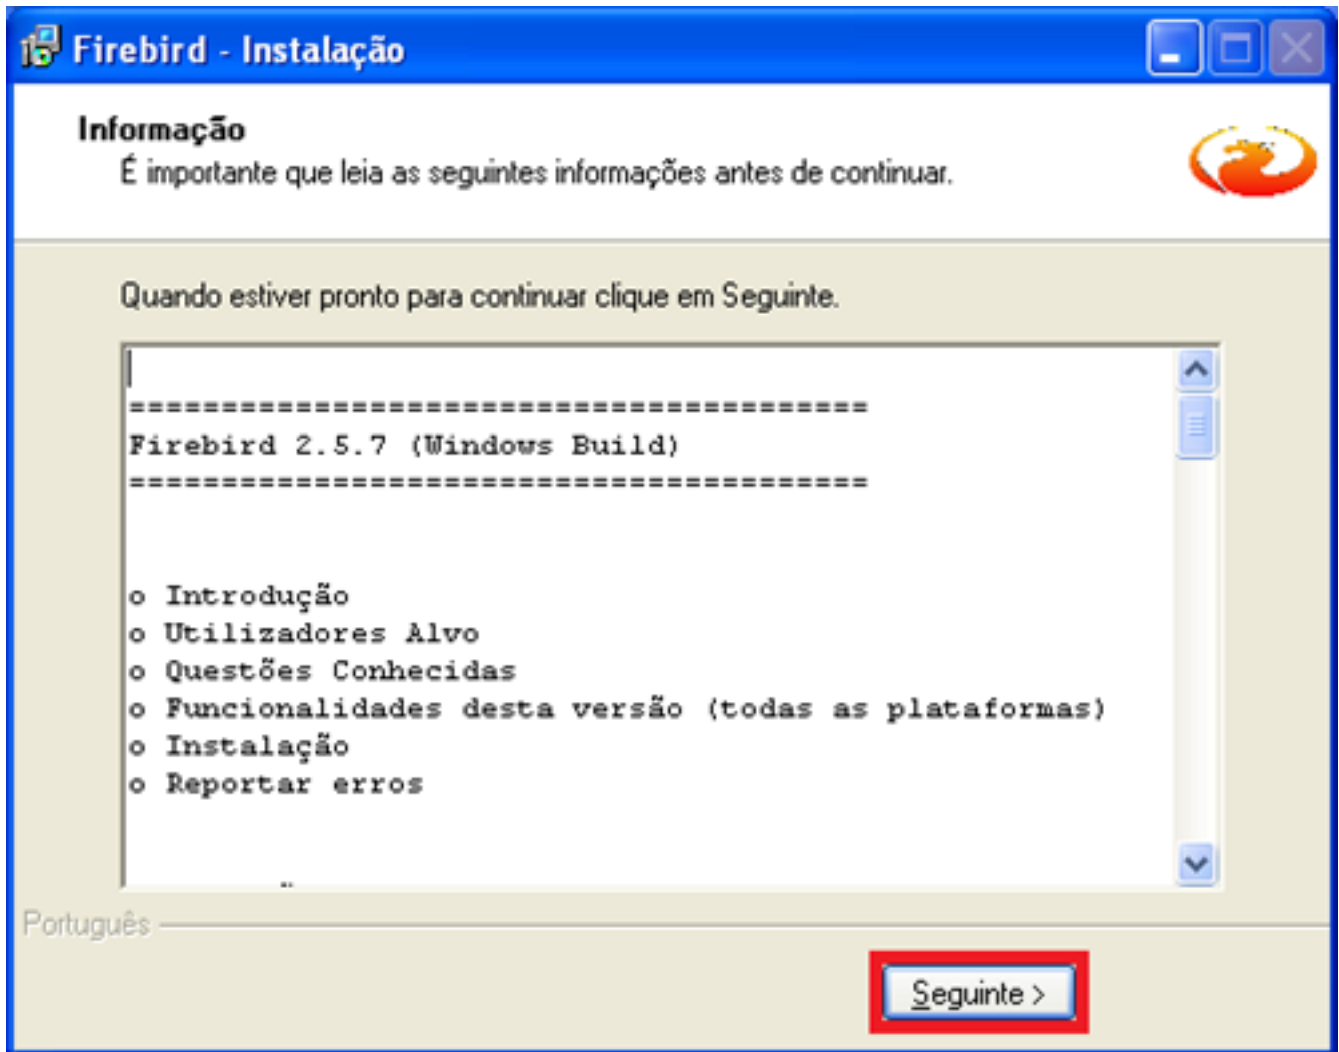 Firebird - Instalação
Informação
É importante que leia as seguintes informações antes de continuar.
Quando estiver pronto para continuar clique em Seguinte.
========================================
Firebird 2.5.7 (Windows Build)
========================================
o Introdução
o Utilizadores Alvo
o Questões Conhecidas
o Funcionalidades desta versão (todas as plataformas)
o Instalação
o Reportar erros
Português
Seguinte >